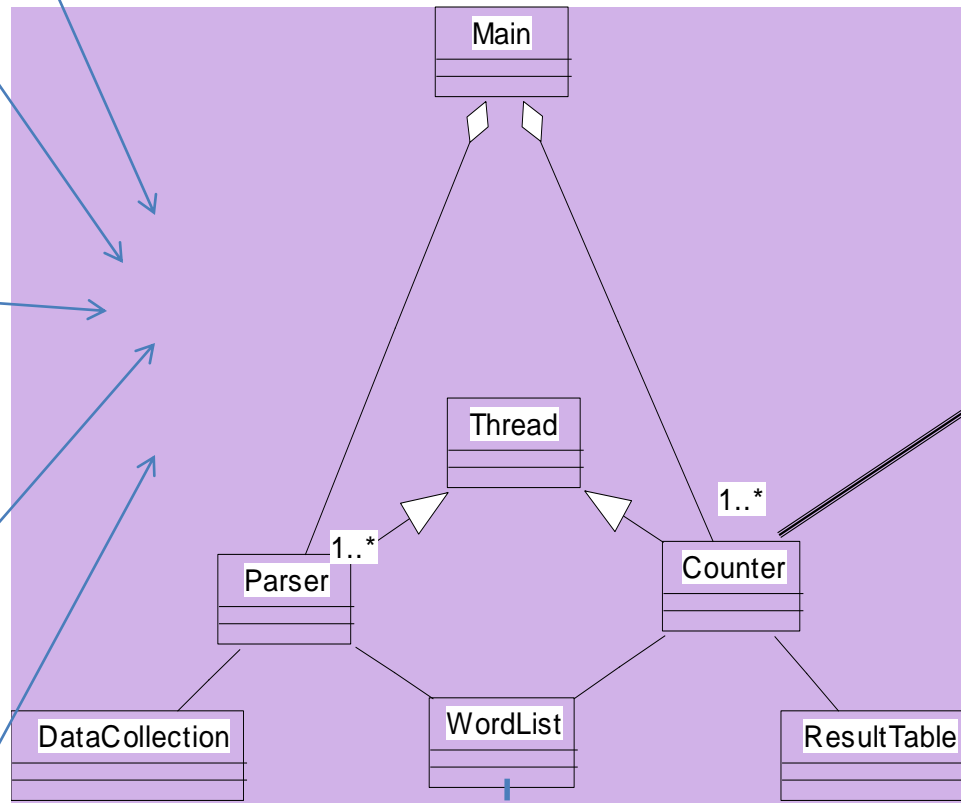 Main
Thread
1..*
1..*
Parser
Counter
DataCollection
WordList
ResultTable